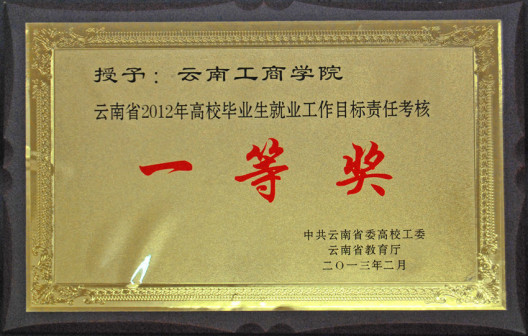 授予：云南工商学院
云南省2012年高校毕业生就业工作目标责任考核
一等奖
中共云南省委高校工委
云南省教育厅
二〇一三年二月